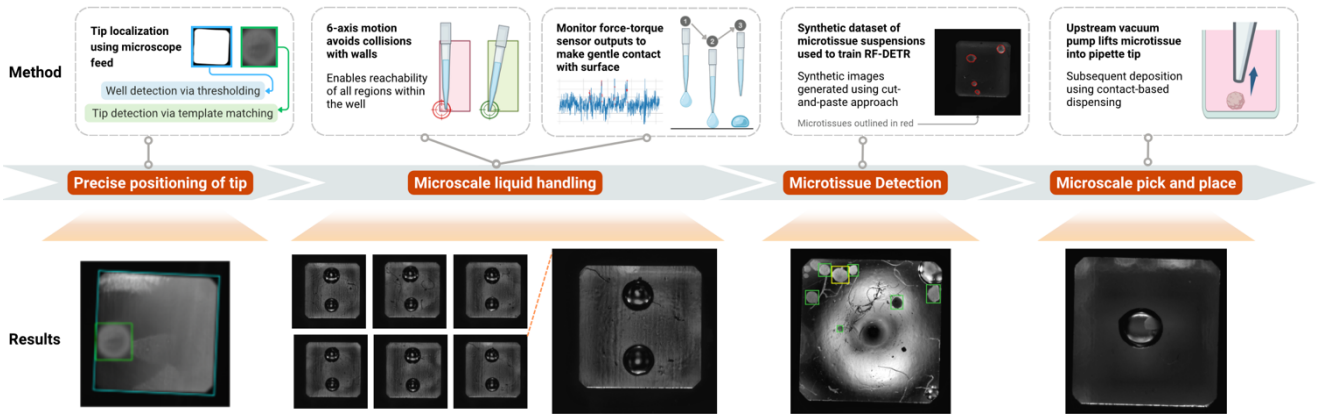 Method
Tip localization
using microscope
feed
Well detection via thresholding
Tip detection via template matching
6-axis motion
avoids collisions
with walls
Enables reachability
of all regions within
the well
Monitor force-torque
sensor outputs to
make gentle contact
with surface
1
2
3
Synthetic dataset of
microtissue suspensions
used to train RF-DETR
Synthetic images
generated using cut-
and-paste approach
Microtissues outlined in red
Upstream vacuum
pump lifts microtissue
into pipette tip
Subsequent deposition
using contact-based
dispensing
Precise positioning of tip
Microscale liquid handling
Microtissue Detection
Microscale pick and place
Results